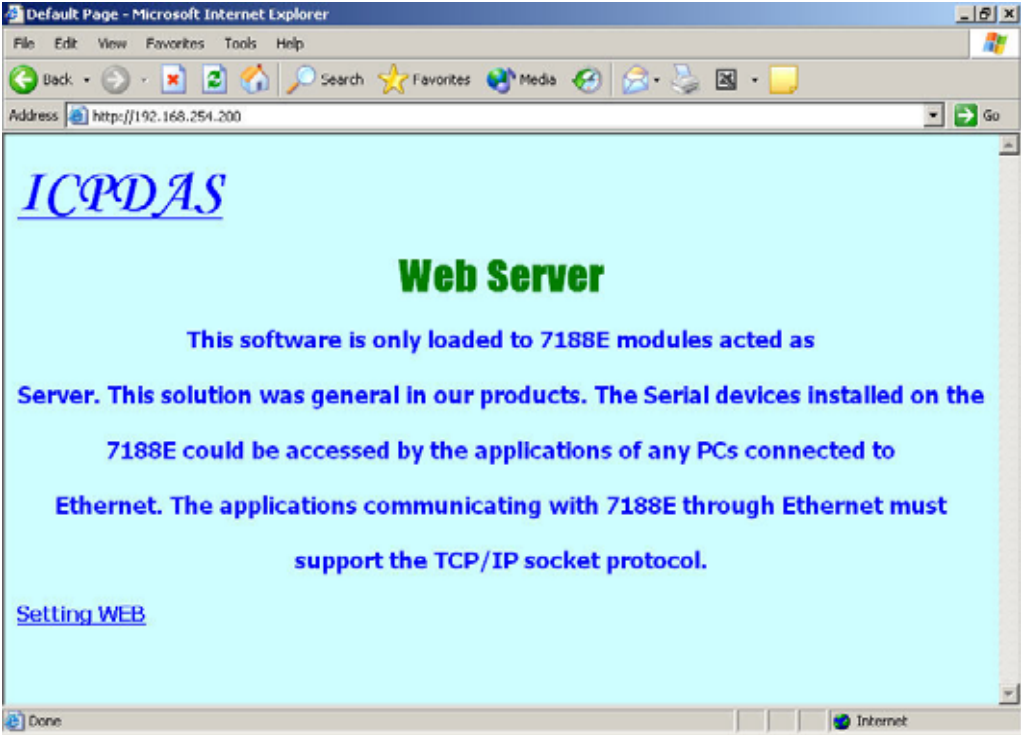 Default Page - Microsoft Internet Explorer
File Edit View Favorites Tools Help
Back Search Favorites Media
Address http://192.168.254.200 Go
ICPDAS
Web Server
This software is only loaded to 7188E modules acted as
Server. This solution was general in our products. The Serial devices installed on the
7188E could be accessed by the applications of any PCs connected to
Ethernet. The applications communicating with 7188E through Ethernet must
support the TCP/IP socket protocol.
Setting WEB
Done Internet